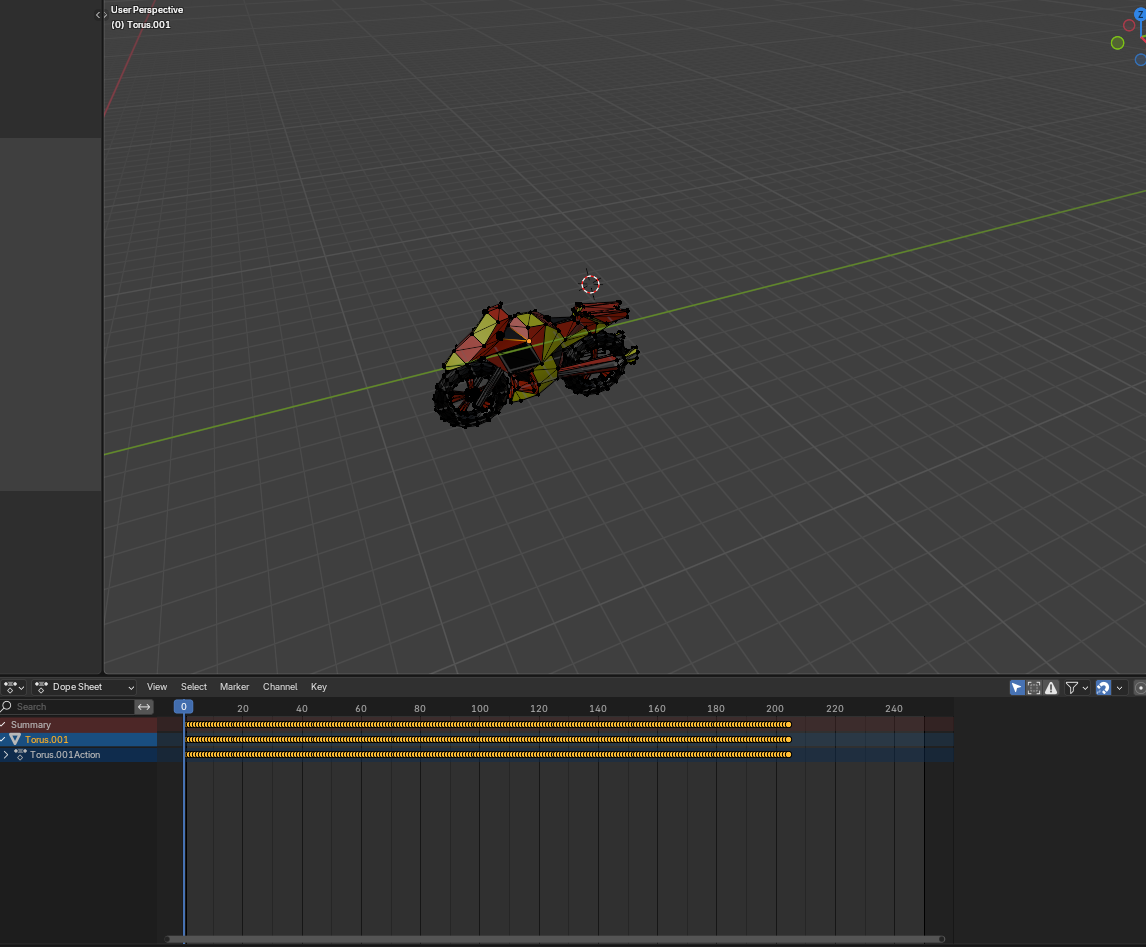 User Perspective
(0) Torus.001
Z
Dope Sheet View Select Marker Channel Key
Search 0 20 40 60 80 100 120 140 160 180 200 220 240
Summary
Torus.001
Torus.001Action